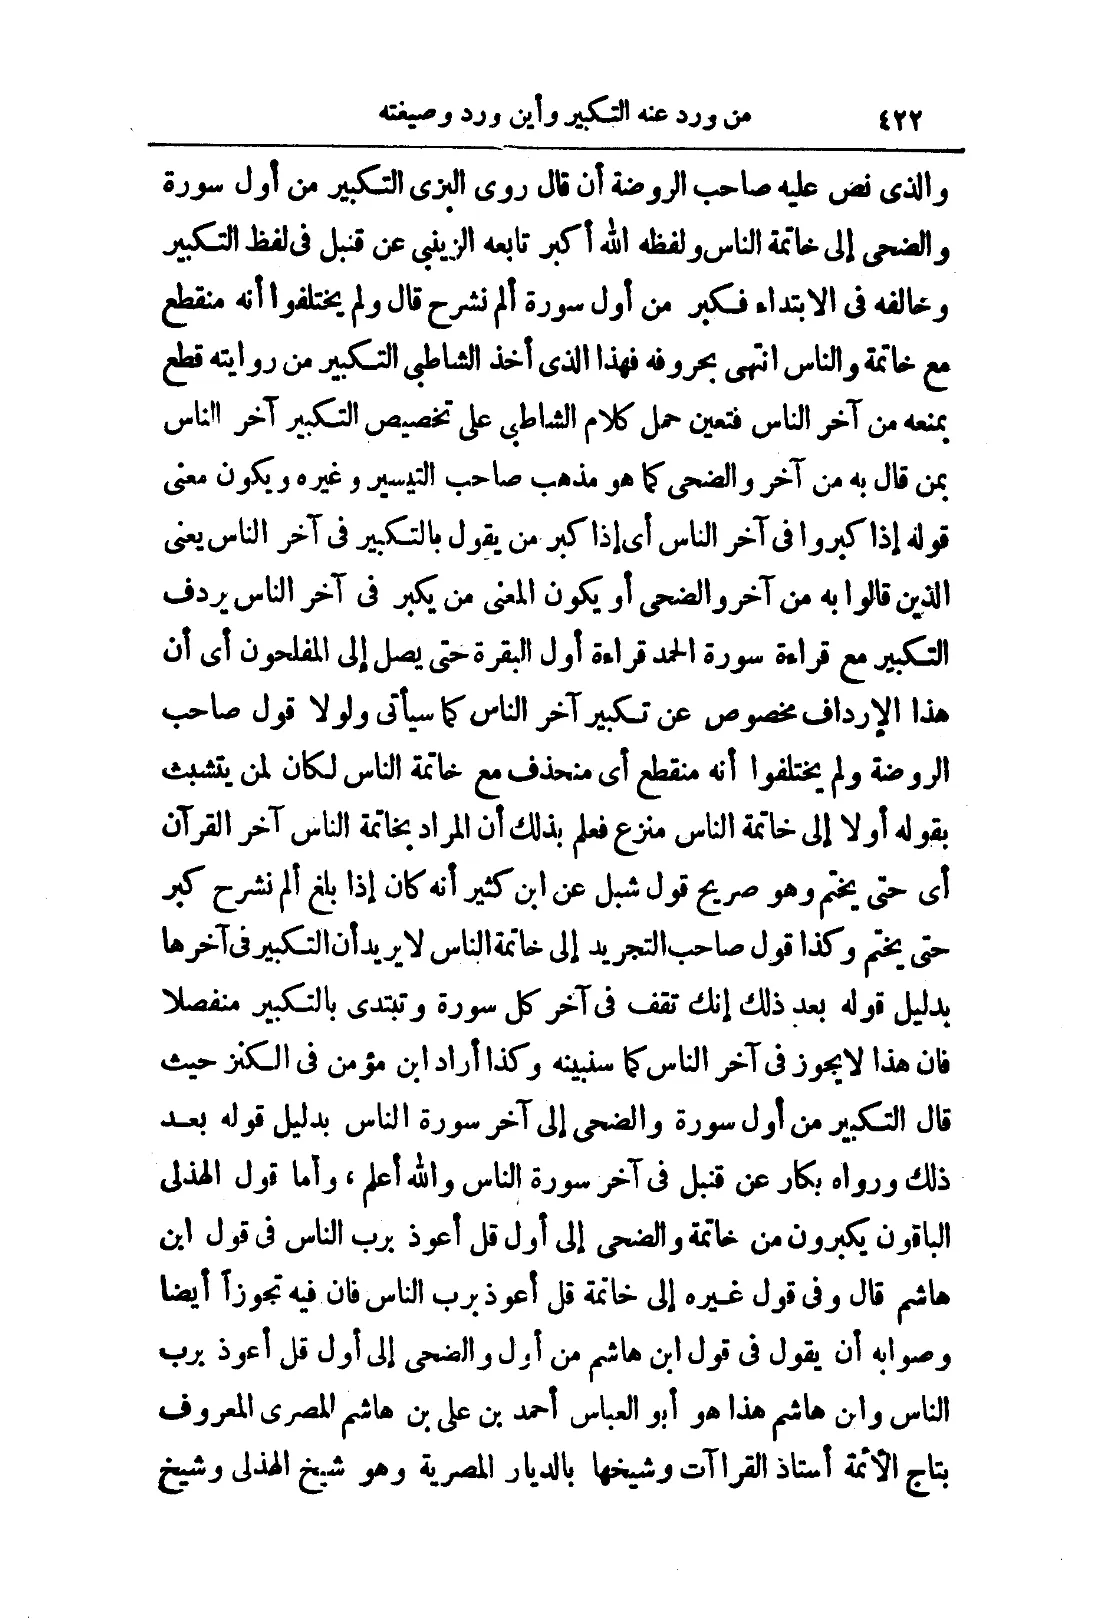 ٤٢٢ من ورد عنه التكبير وأين ورد وصيغته
والذى نص عليه صاحب الروضة أن قال روى البزى التكبير من أول سورة
والضحى إلى خاتمة الناس ولفظه الله أكبر تابعه الزينبي عن قنبل فى لفظ التكبير
وخالفه فى الابتداء فكبر من أول سورة ألم نشرح قال ولم يختلفوا أنه منقطع
مع خاتمة والناس انتهى بحروفه فهذا الذى أخذ الشاطبي التكبير من روايته قطع
بمنعه من آخر الناس فتعين حمل كلام الشاطبي على تخصيص التكبير آخر الناس
بمن قال به من آخر والضحى كما هو مذهب صاحب التيسير وغيره ويكون معنى
قوله إذا كبروا فى آخر الناس أى إذا كبر من يقول بالتكبير فى آخر الناس يعنى
الذين قالوا به من آخر والضحى أو يكون المعنى من يكبر فى آخر الناس يردف
التكبير مع قراءة سورة الحمد قراءة أول البقرة حتى يصل إلى المفلحون أى أن
هذا الإرداف مخصوص عن تكبير آخر الناس كما سيأتى ولولا قول صاحب
الروضة ولم يختلفوا أنه منقطع أى منحذف مع خاتمة الناس لكان لمن يتشبث
بقوله أولا إلى خاتمة الناس منزع فعلم بذلك أن المراد بخاتمة الناس آخر القرآن
أى حتى يختم وهو صريح قول شبل عن ابن كثير أنه كان إذا بلغ ألم نشرح كبر
حتى يختم وكذا قول صاحب التجريد إلى خاتمة الناس لا يريد أن التكبير فى آخرها
بدليل قوله بعد ذلك إنك تقف فى آخر كل سورة وتبتدى بالتكبير منفصلا
فان هذا لا يجوز فى آخر الناس كما سنبينه وكذا أراد ابن مؤمن فى الكنز حيث
قال التكبير من أول سورة والضحى إلى آخر سورة الناس بدليل قوله بعد
ذلك ورواه بكار عن قنبل فى آخر سورة الناس والله أعلم ، وأما قول الهذلى
الباقون يكبرون من خاتمة والضحى إلى أول قل أعوذ برب الناس فى قول ابن
هاشم قال وفى قول غيره إلى خاتمة قل أعوذ برب الناس فان فيه تجوزاً أيضا
وصوابه أن يقول فى قول ابن هاشم من أول والضحى إلى أول قل أعوذ برب
الناس وابن هاشم هذا هو أبو العباس أحمد بن على بن هاشم المصرى المعروف
بتاج الأئمة أستاذ القراآت وشيخها بالديار المصرية وهو شيخ الهذلى وشيخ